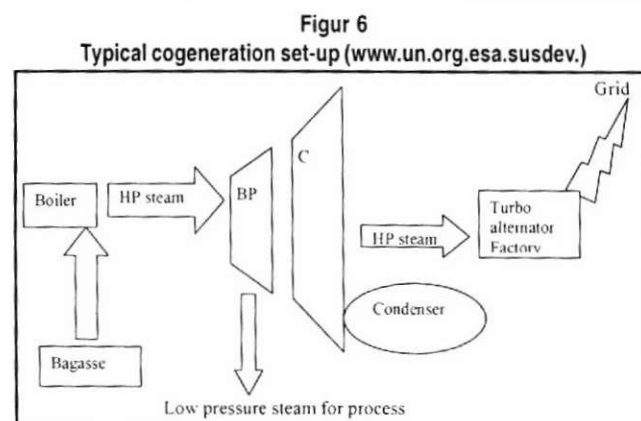 Figur 6
Typical cogeneration set-up (www.un.org.esa.susdev.)
Grid
C
BP
Boiler
HP steam
Turbo
alternator
Factory
HP steam
Condenser
Bagasse
Low pressure steam for process